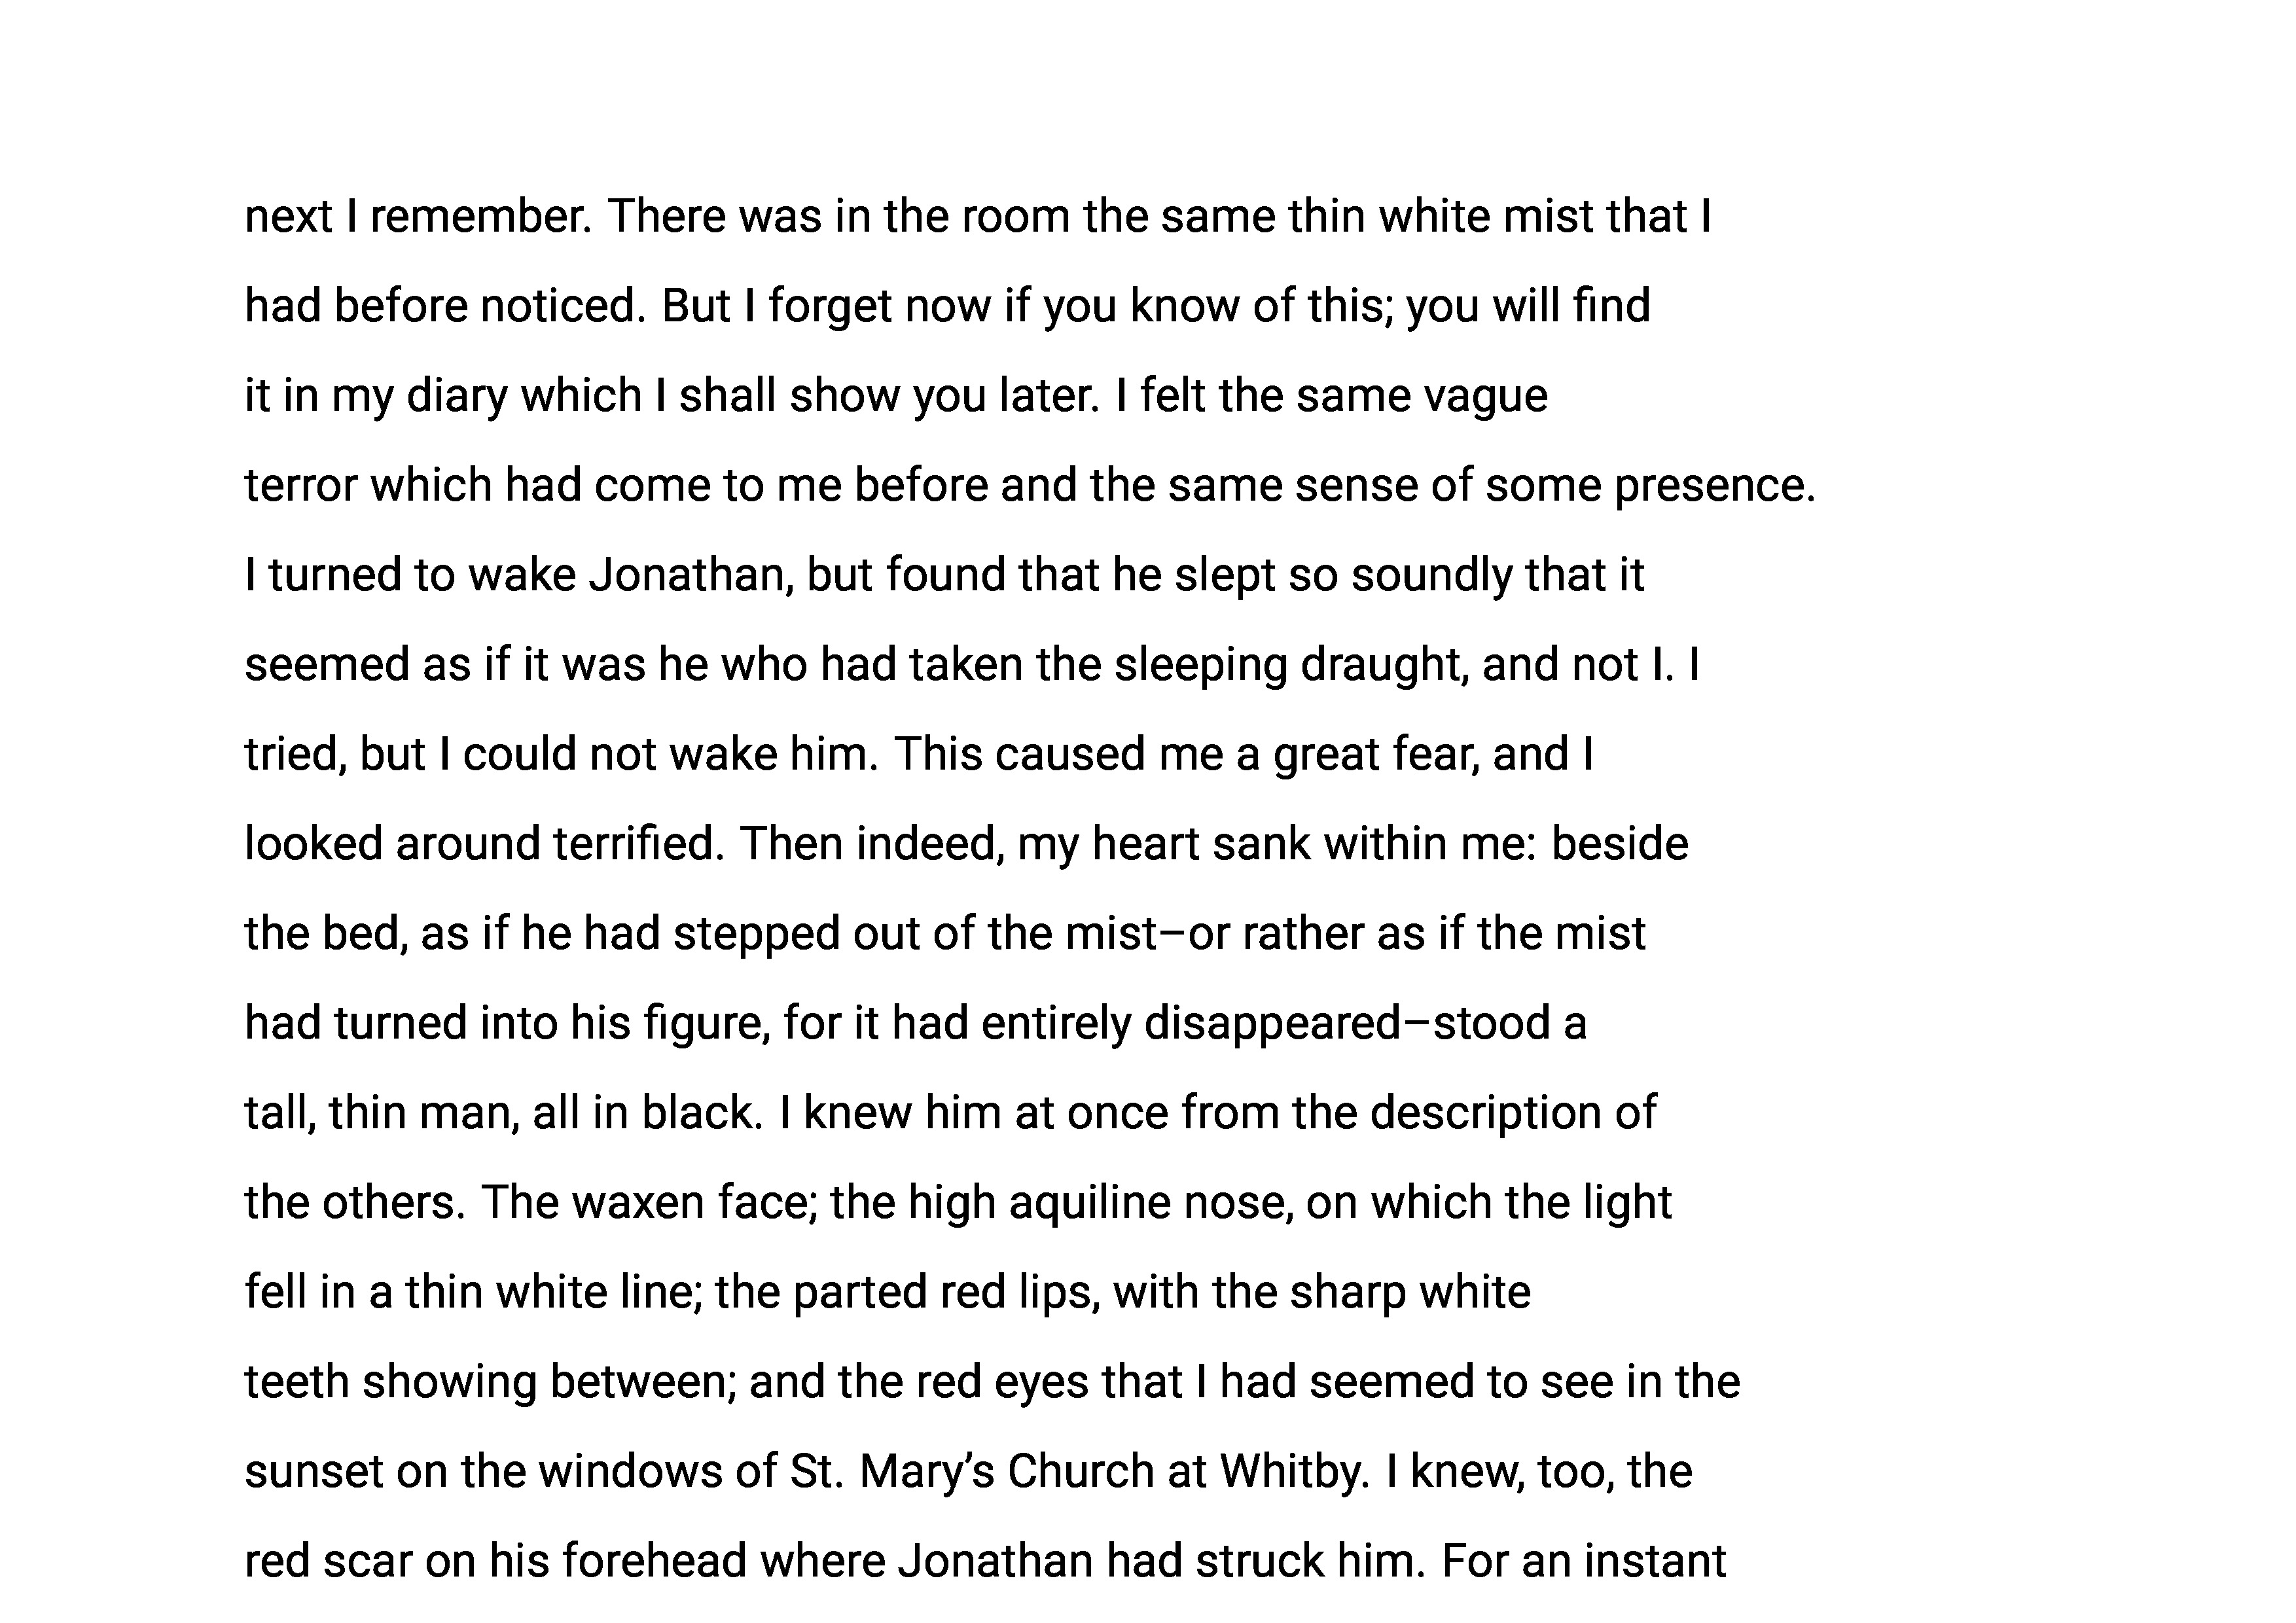 next I remember. There was in the room the same thin white mist that I
had before noticed. But I forget now if you know of this; you will find
it in my diary which I shall show you later. I felt the same vague
terror which had come to me before and the same sense of some presence.
I turned to wake Jonathan, but found that he slept so soundly that it
seemed as if it was he who had taken the sleeping draught, and not I. I
tried, but I could not wake him. This caused me a great fear, and I
looked around terrified. Then indeed, my heart sank within me: beside
the bed, as if he had stepped out of the mist–or rather as if the mist
had turned into his figure, for it had entirely disappeared–stood a
tall, thin man, all in black. I knew him at once from the description of
the others. The waxen face; the high aquiline nose, on which the light
fell in a thin white line; the parted red lips, with the sharp white
teeth showing between; and the red eyes that I had seemed to see in the
sunset on the windows of St. Mary’s Church at Whitby. I knew, too, the
red scar on his forehead where Jonathan had struck him. For an instant